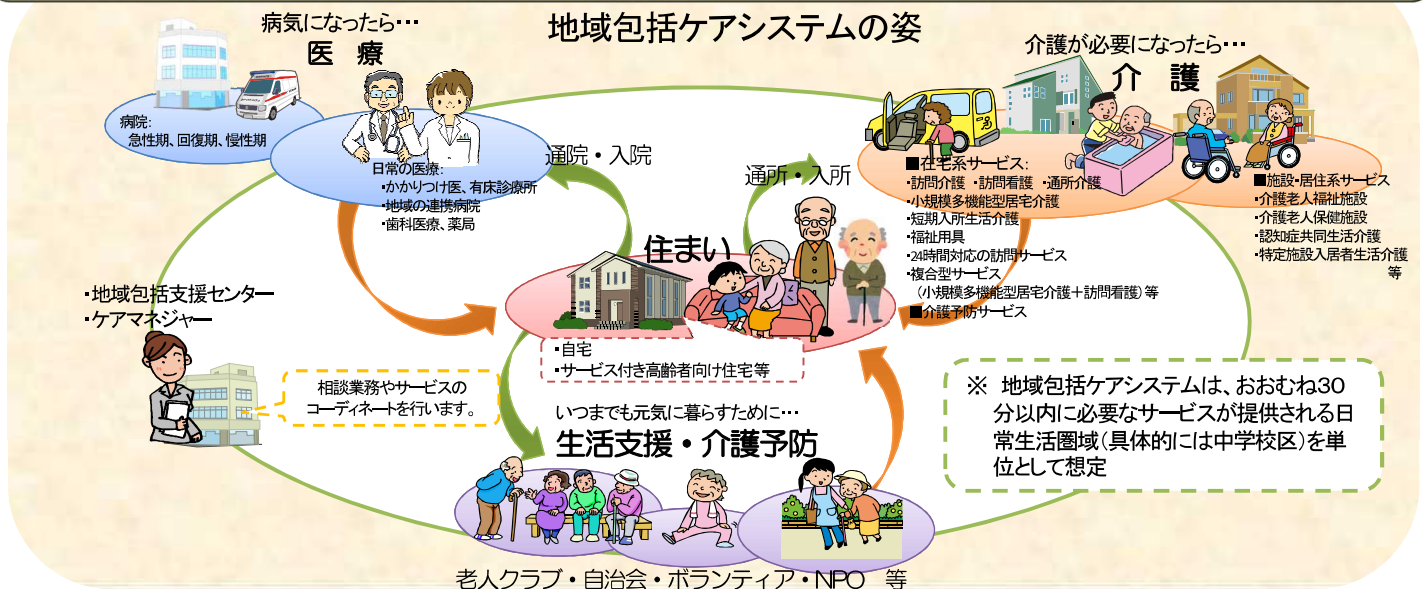 地域包括ケアシステムの姿
病気になったら…
医 療
病院:
急性期、回復期、慢性期
日常の医療:
・かかりつけ医、有床診療所
・地域の連携病院
・歯科医療、薬局
通院・入院
通所・入所
介護が必要になったら…
介 護
■在宅系サービス:
・訪問介護 ・訪問看護 ・通所介護
・小規模多機能型居宅介護
・短期入所生活介護
・福祉用具
・24時間対応の訪問サービス
・複合型サービス
(小規模多機能型居宅介護+訪問看護)等
■介護予防サービス
■施設・居住系サービス
・介護老人福祉施設
・介護老人保健施設
・認知症共同生活介護
・特定施設入居者生活介護
等
住まい
・自宅
・サービス付き高齢者向け住宅等
・地域包括支援センター
・ケアマネジャー
相談業務やサービスの
コーディネートを行います。
いつまでも元気に暮らすために…
生活支援・介護予防
老人クラブ・自治会・ボランティア・NPO 等
※ 地域包括ケアシステムは、おおむね30
分以内に必要なサービスが提供される日
常生活圏域(具体的には中学校区)を単
位として想定